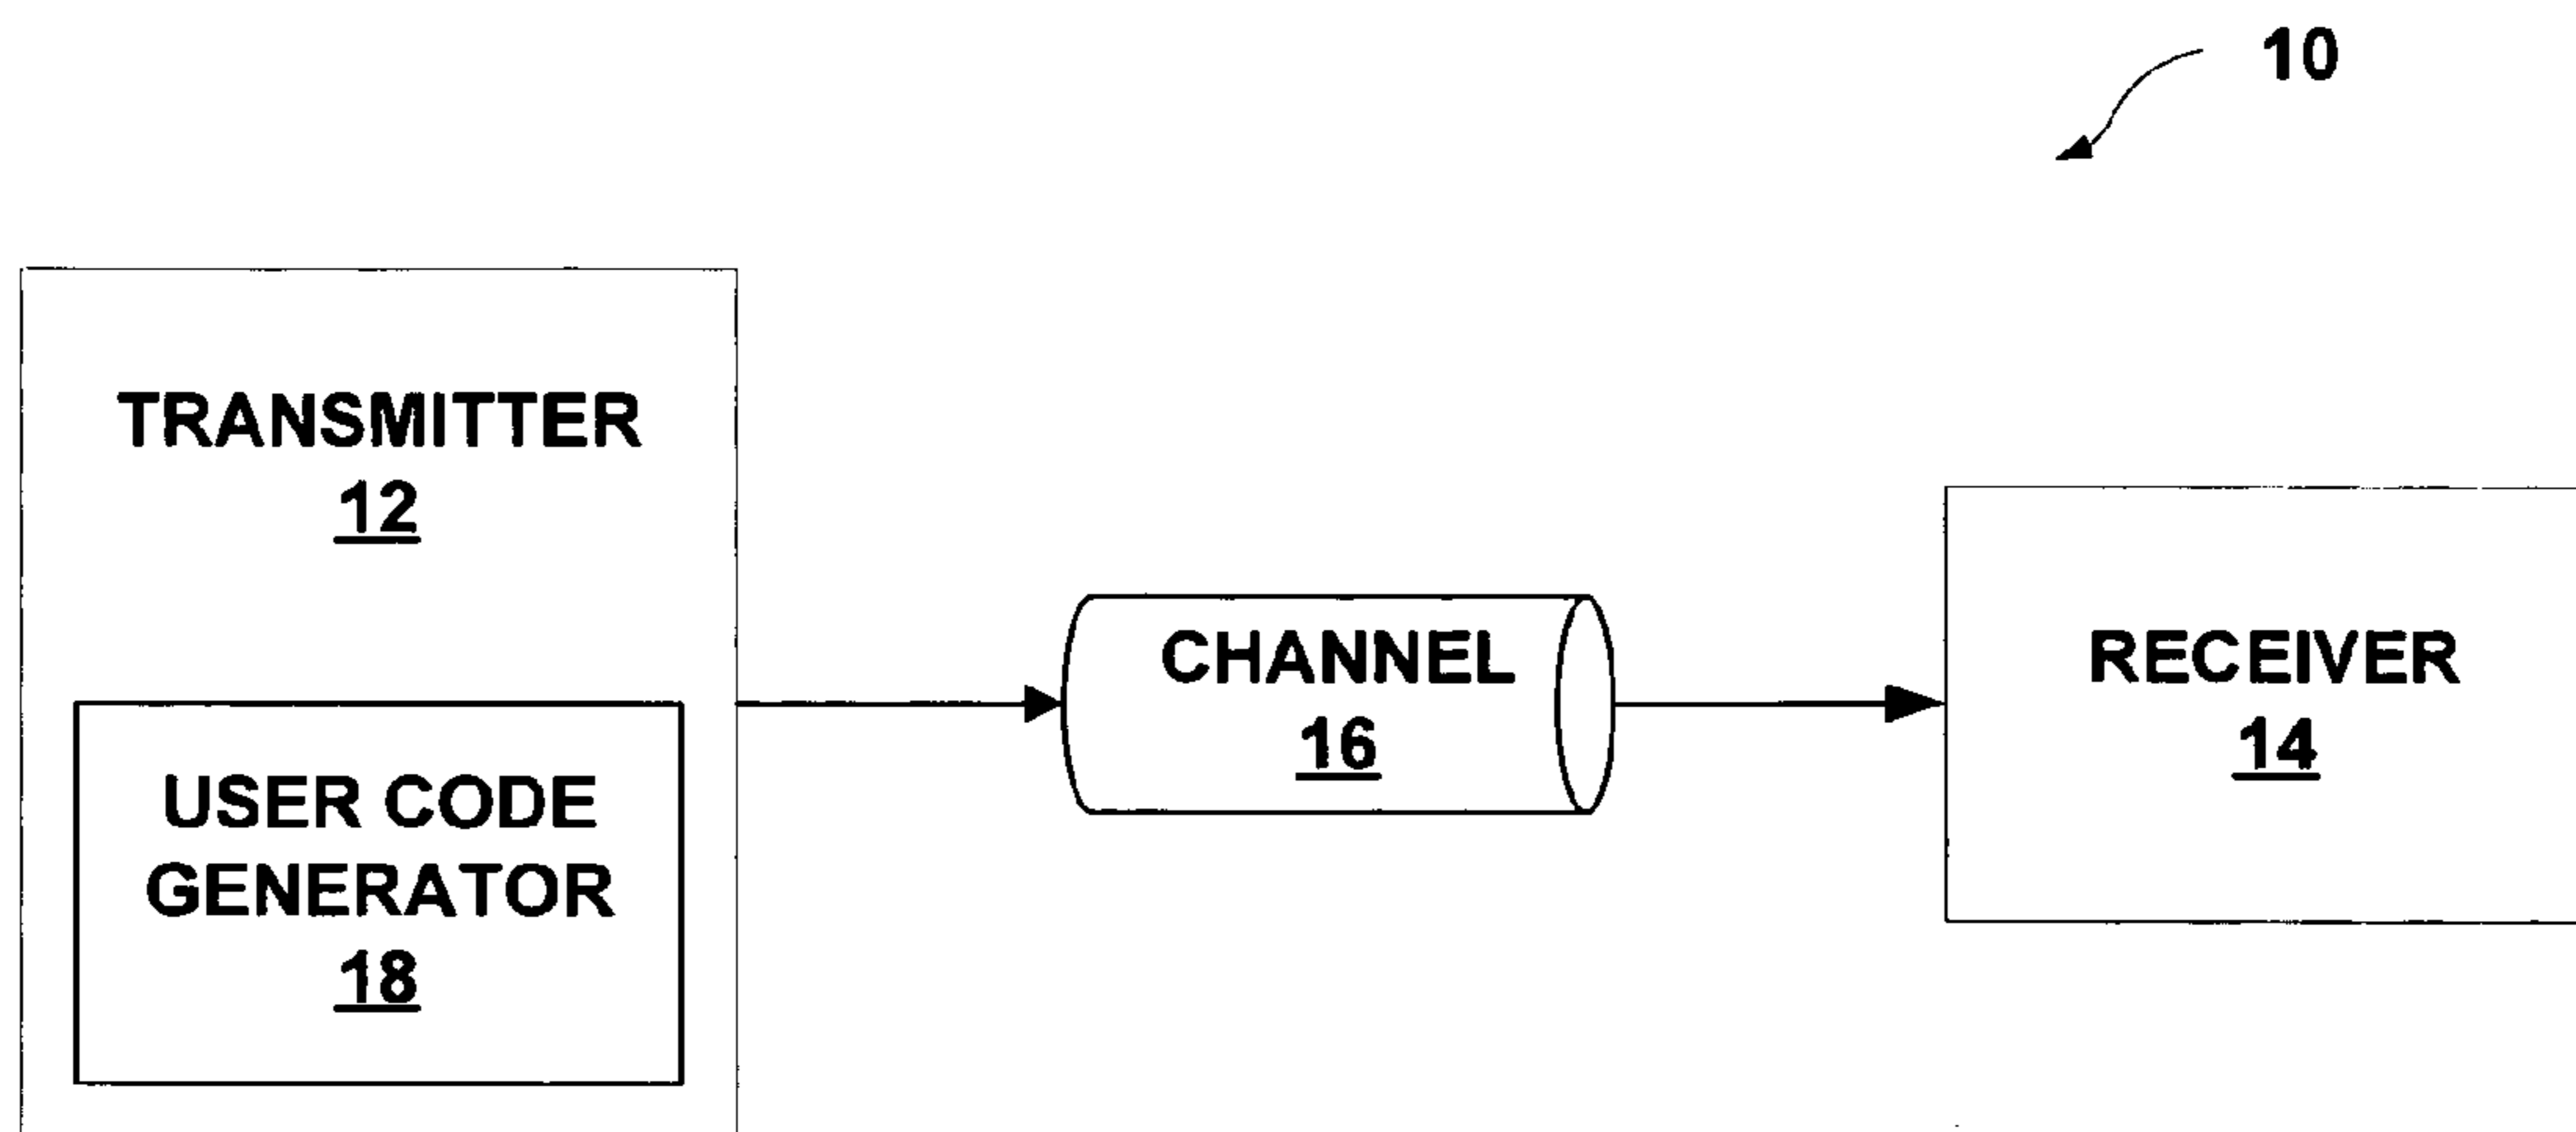 10
TRANSMITTER
12
USER CODE
GENERATOR
18
CHANNEL
16
RECEIVER
14